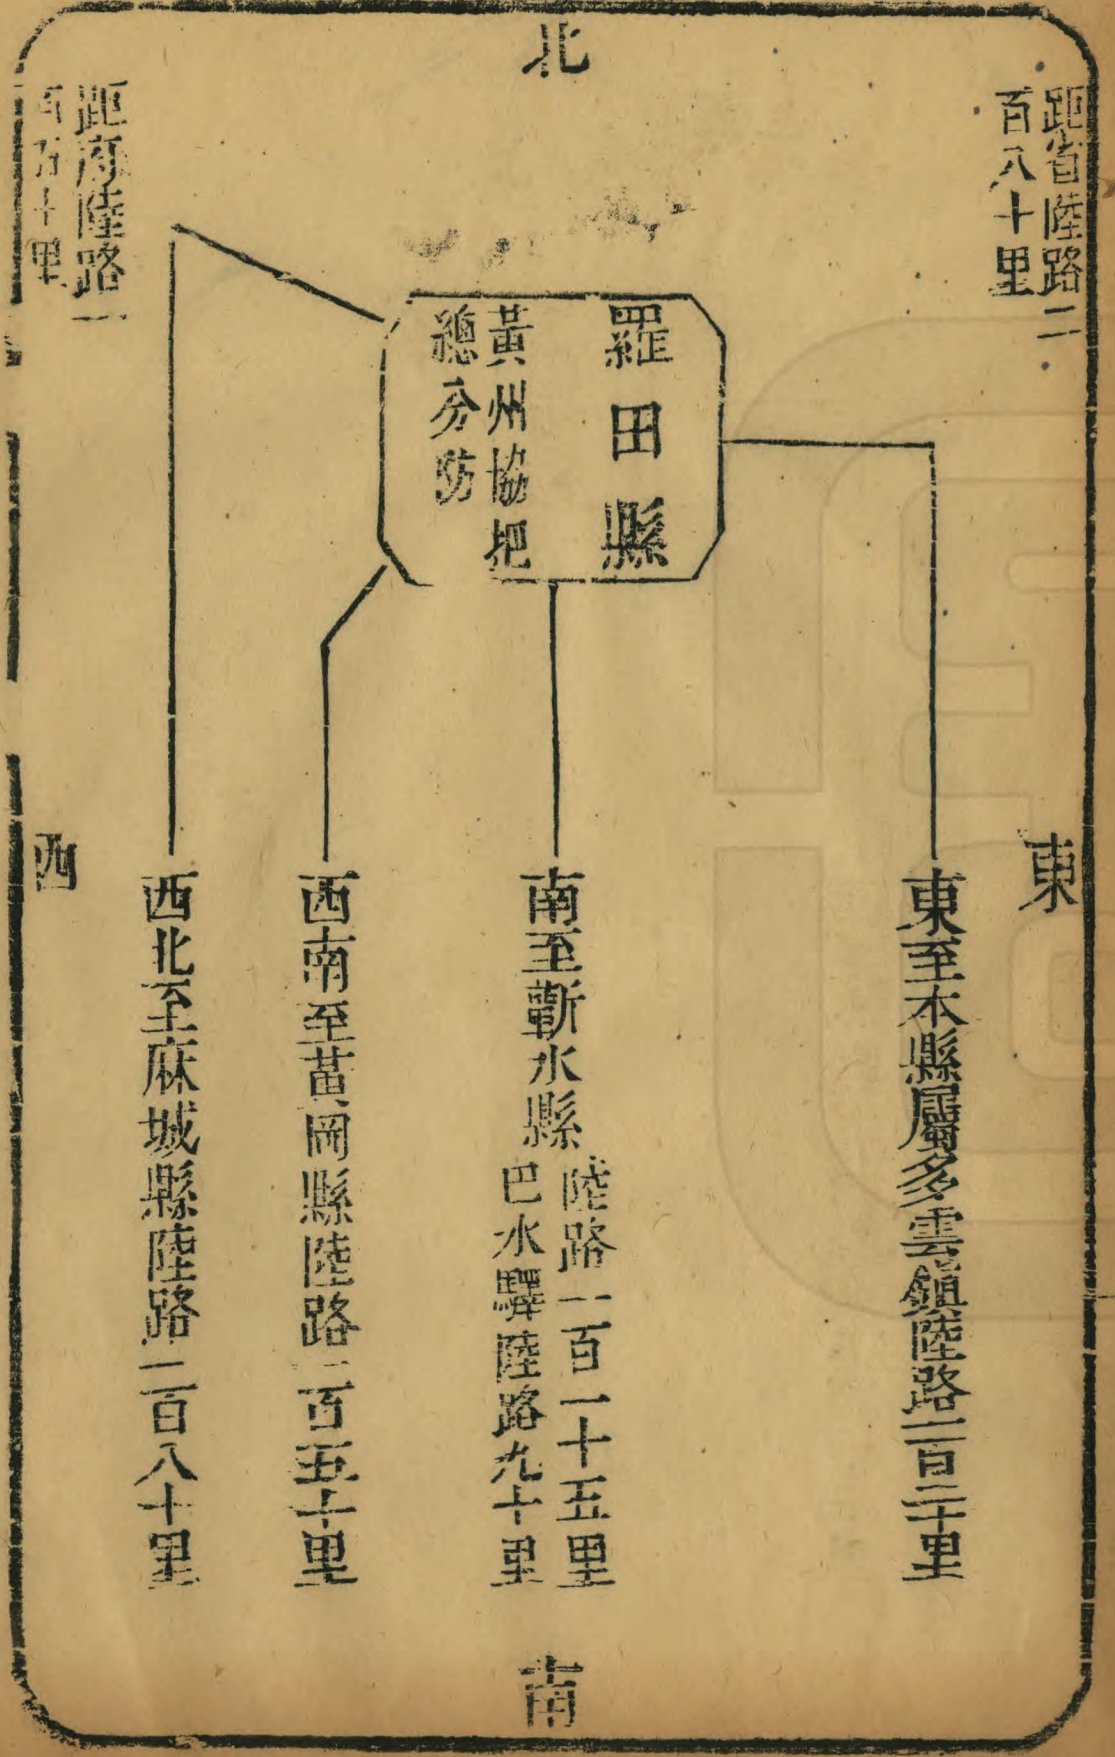 北
距省陸路二
百八十里
羅田縣
黃州協把
總分防
距府陸路一
百五十里
東
東至本縣屬多雲鎮陸路一百二十里
南至蘄水縣
陸路一百一十五里
巴水驛陸路九十里
西南至黃岡縣陸路一百五十里
西北至麻城縣陸路一百八十里
西
南